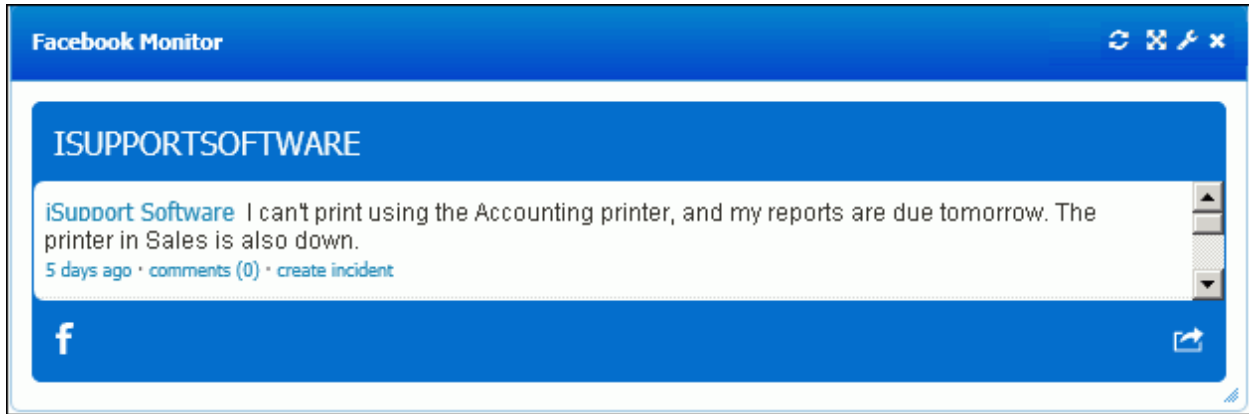 Facebook Monitor
ISUPPORTSOFTWARE
iSupport Software I can't print using the Accounting printer, and my reports are due tomorrow. The
printer in Sales is also down.
5 days ago · comments (0) · create incident
f